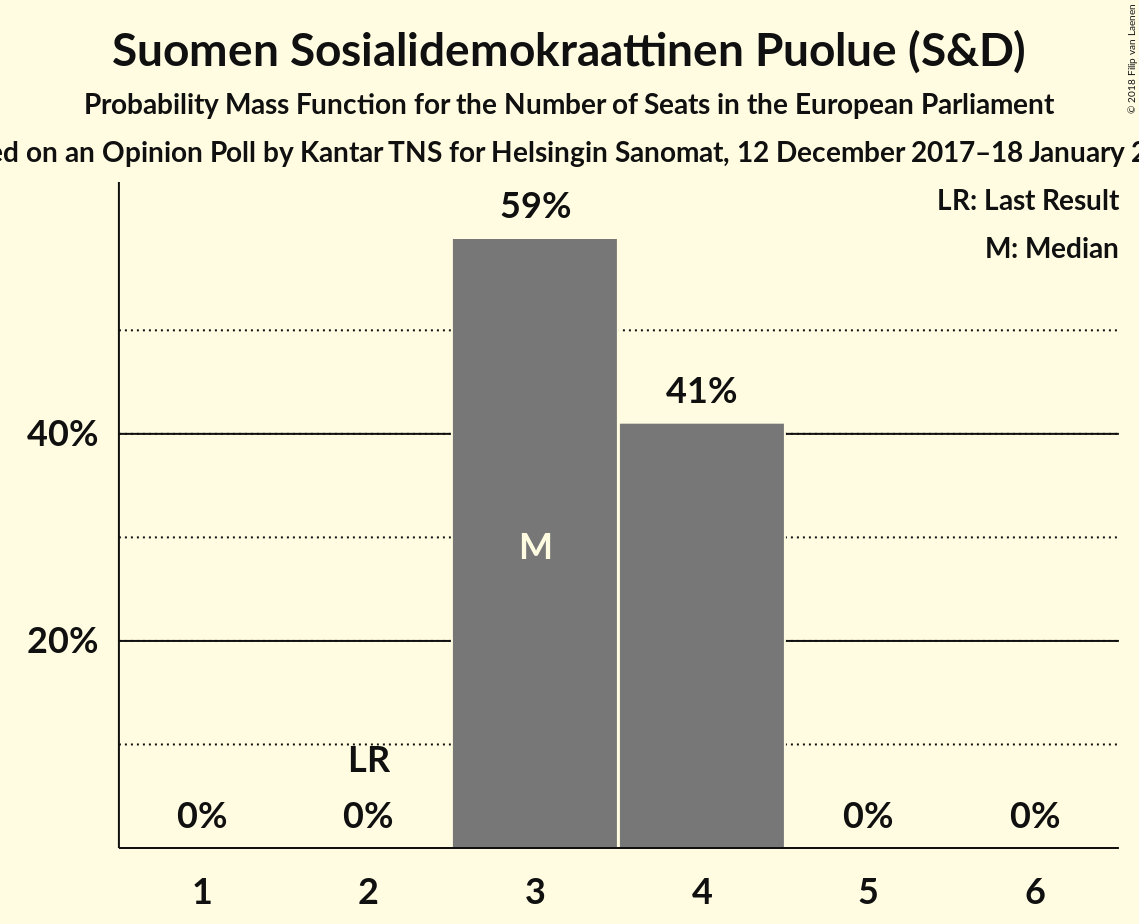 Suomen Sosialidemokraattinen Puolue (S&D)
Probability Mass Function for the Number of Seats in the European Parliament
on an Opinion Poll by Kantar TNS for Helsingin Sanomat, 12 December 2017–18 January
© 2018 Filip van Laenen
LR: Last Result
M: Median
59%
41%
40%
M
20%
LR
0% 0% 0% 0%
1 2 3 4 5 6